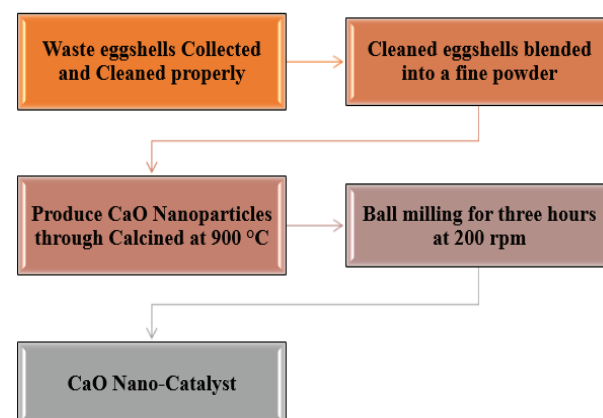 Waste eggshells Collected
and Cleaned properly
Cleaned eggshells blended
into a fine powder
Produce CaO Nanoparticles
through Calcined at 900 °C
Ball milling for three hours
at 200 rpm
CaO Nano-Catalyst